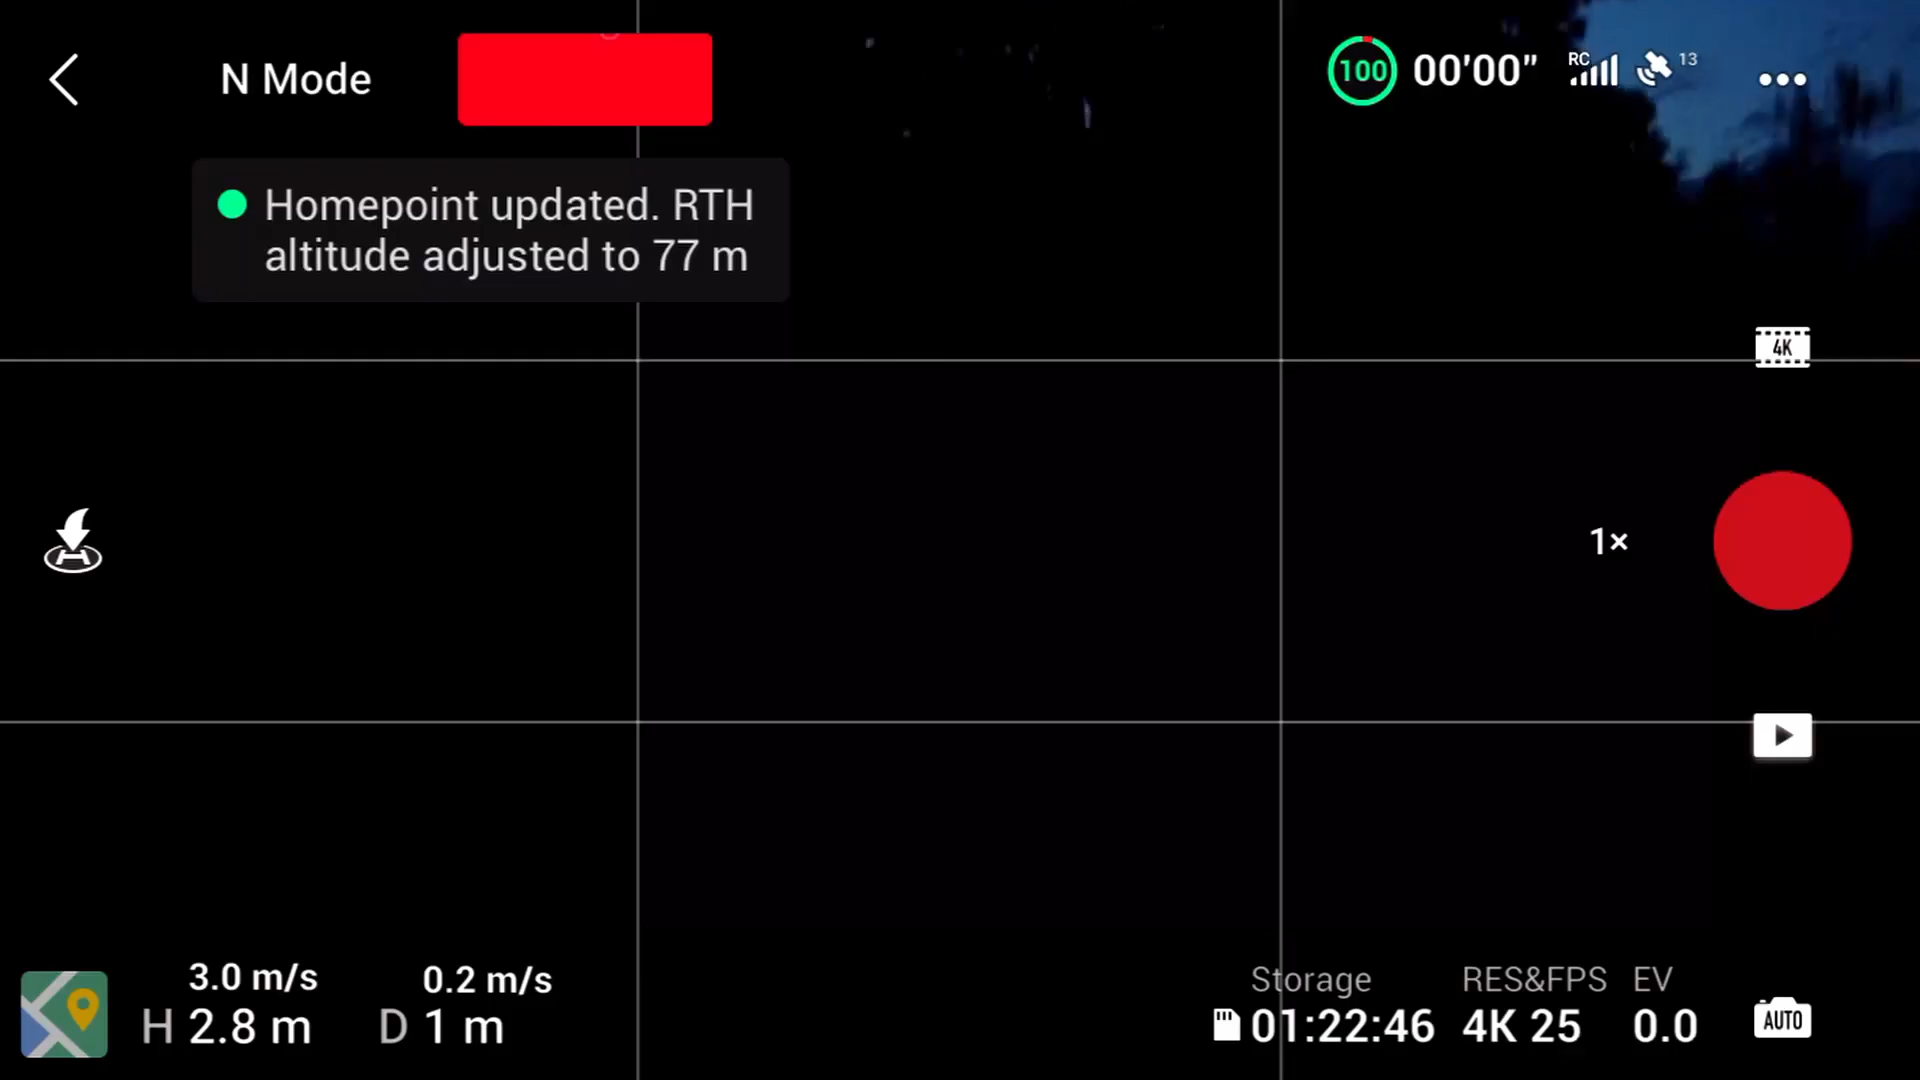 N Mode
100 00'00” RC 13
Homepoint updated. RTH
altitude adjusted to 77 m
4K
1×
3.0 m/s 0.2 m/s
H 2.8 m D 1 m
Storage RES&FPS EV
01:22:46 4K 25 0.0
AUTO